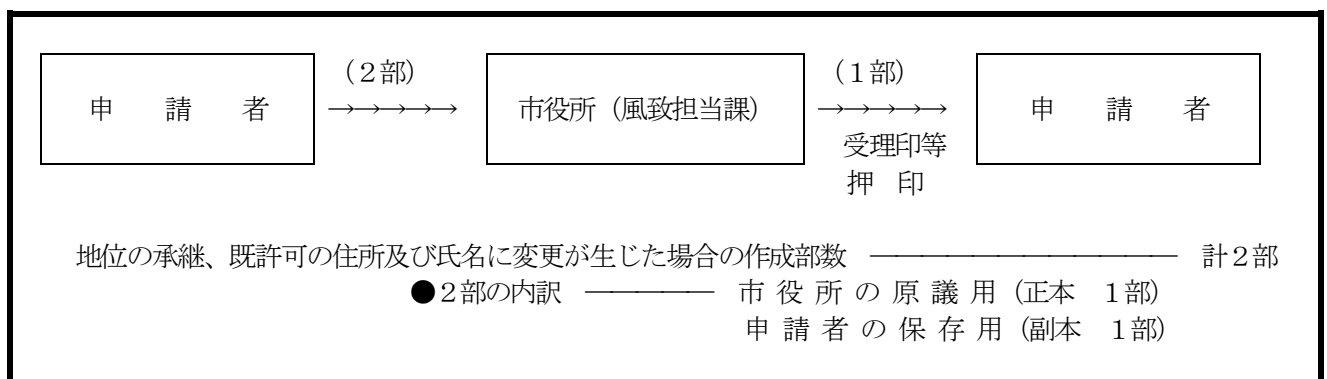 （２部） （１部）
申　請　者 →→→→→ 市役所（風致担当課） →→→→→ 申　請　者
受理印等
押　印
地位の承継、既許可の住所及び氏名に変更が生じた場合の作成部数 ―――――――――――― 計２部
●２部の内訳 ――――― 市役所の原議用（正本　１部）
申請者の保存用（副本　１部）